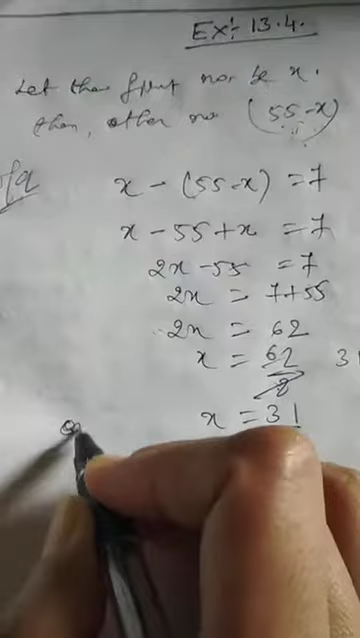 Ex:- 13.4.
Let the first nor be x.
then, other no (55-x)
x - (55-x) = 7
x - 55 + x = 7
2x - 55 = 7
2x = 7+55
2x = 62
x = 62 3
2
x = 31